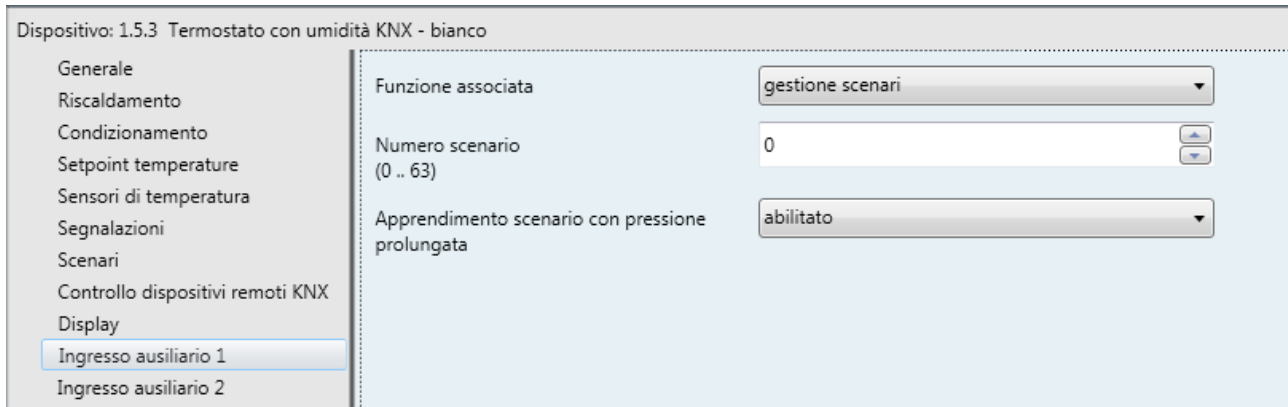 Dispositivo: 1.5.3 Termostato con umidità KNX - bianco
Generale
Riscaldamento
Condizionamento
Setpoint temperature
Sensori di temperatura
Segnalazioni
Scenari
Controllo dispositivi remoti KNX
Display
Ingresso ausiliario 1
Ingresso ausiliario 2
Funzione associata
gestione scenari
Numero scenario
(0 .. 63)
0
Apprendimento scenario con pressione
prolungata
abilitato